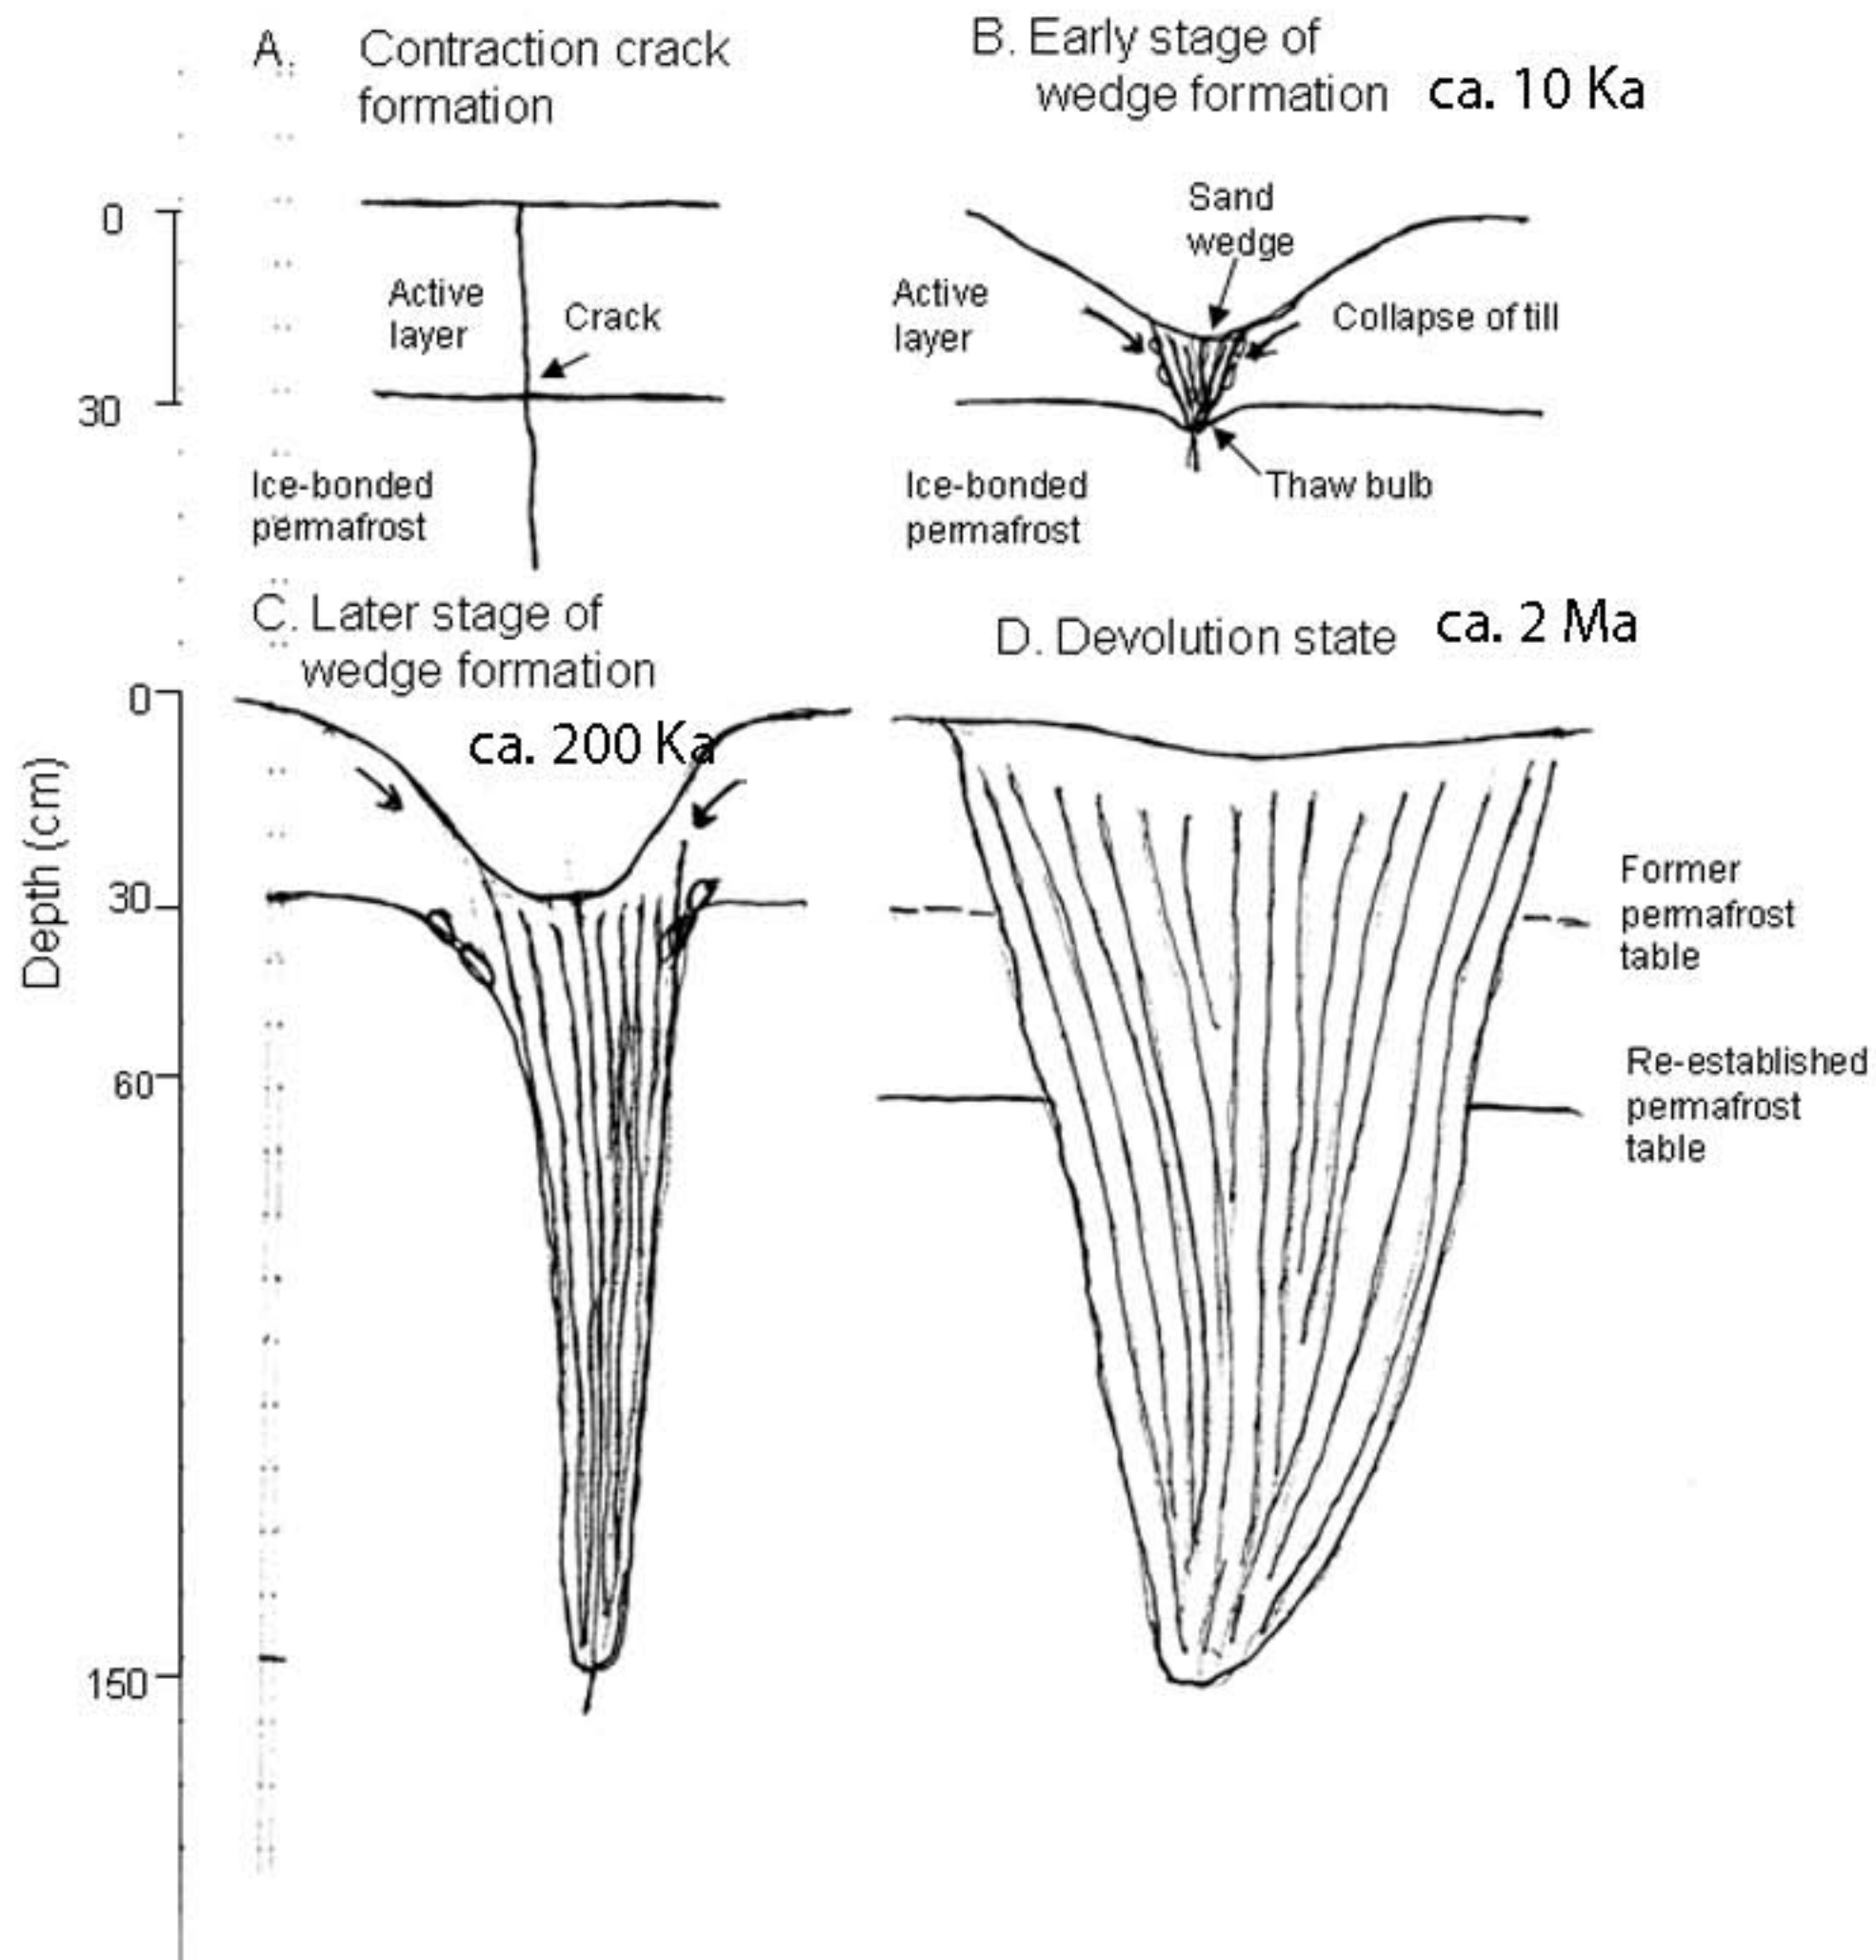 A. Contraction crack
formation
B. Early stage of
wedge formation ca. 10 Ka
0
30
Active
layer
Crack
Ice-bonded
permafrost
Sand
wedge
Active
layer
Collapse of till
Ice-bonded
permafrost
Thaw bulb
C. Later stage of
wedge formation
ca. 200 Ka
D. Devolution state ca. 2 Ma
Depth (cm)
0
30
60
150
Former
permafrost
table
Re-established
permafrost
table